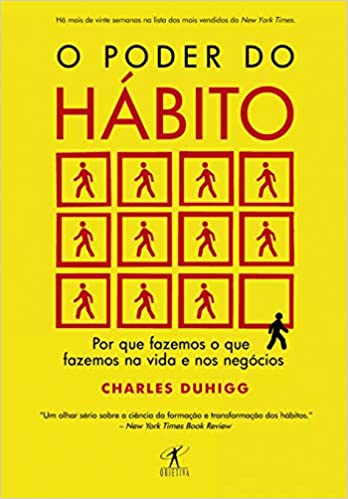 Há mais de vinte semanas na lista dos mais vendidos do New York Times.
O PODER DO
HÁBITO
Por que fazemos o que
fazemos na vida e nos negócios
CHARLES DUHIGG
"Um olhar sério sobre a ciência da formação e transformação dos hábitos."
– New York Times Book Review
OBJETIVA